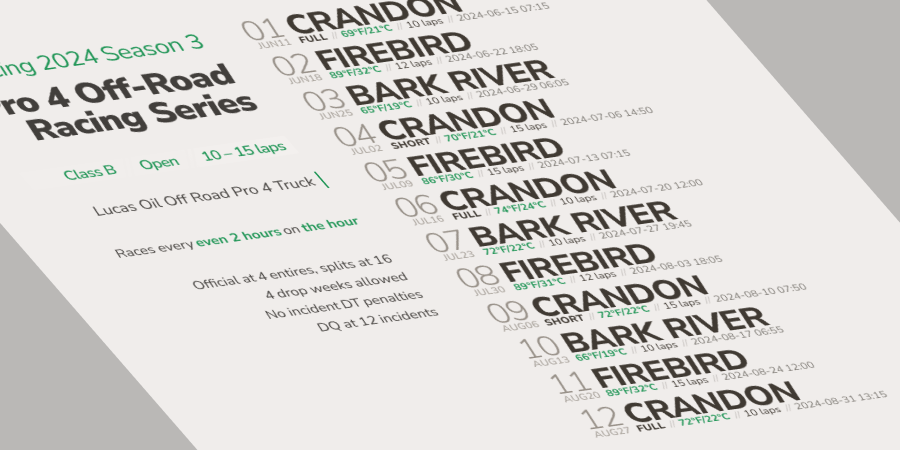 ing 2024 Season 3
ro 4 Off-Road
Racing Series
Class B Open 10 – 15 laps
Lucas Oil Off Road Pro 4 Truck
Races every even 2 hours on the hour
Official at 4 entires, splits at 16
4 drop weeks allowed
No incident DT penalties
DQ at 12 incidents
01 CRANDON
JUN11 FULL // 69°F/21°C // 10 laps // 2024-06-15 07:15
02 FIREBIRD
JUN18 89°F/32°C // 12 laps // 2024-06-22 18:05
03 BARK RIVER
JUN25 65°F/19°C // 10 laps // 2024-06-29 06:05
04 CRANDON
JUL02 SHORT // 70°F/21°C // 15 laps // 2024-07-06 14:50
05 FIREBIRD
JUL09 86°F/30°C // 15 laps // 2024-07-13 07:15
06 CRANDON
JUL16 FULL // 74°F/24°C // 10 laps // 2024-07-20 12:00
07 BARK RIVER
JUL23 72°F/22°C // 10 laps // 2024-07-27 19:45
08 FIREBIRD
JUL30 89°F/31°C // 12 laps // 2024-08-03 18:05
09 CRANDON
AUG06 SHORT // 72°F/22°C // 15 laps // 2024-08-10 07:50
10 BARK RIVER
AUG13 66°F/19°C // 10 laps // 2024-08-17 06:55
11 FIREBIRD
AUG20 89°F/32°C // 15 laps // 2024-08-24 12:00
12 CRANDON
AUG27 FULL // 72°F/22°C // 10 laps // 2024-08-31 13:15